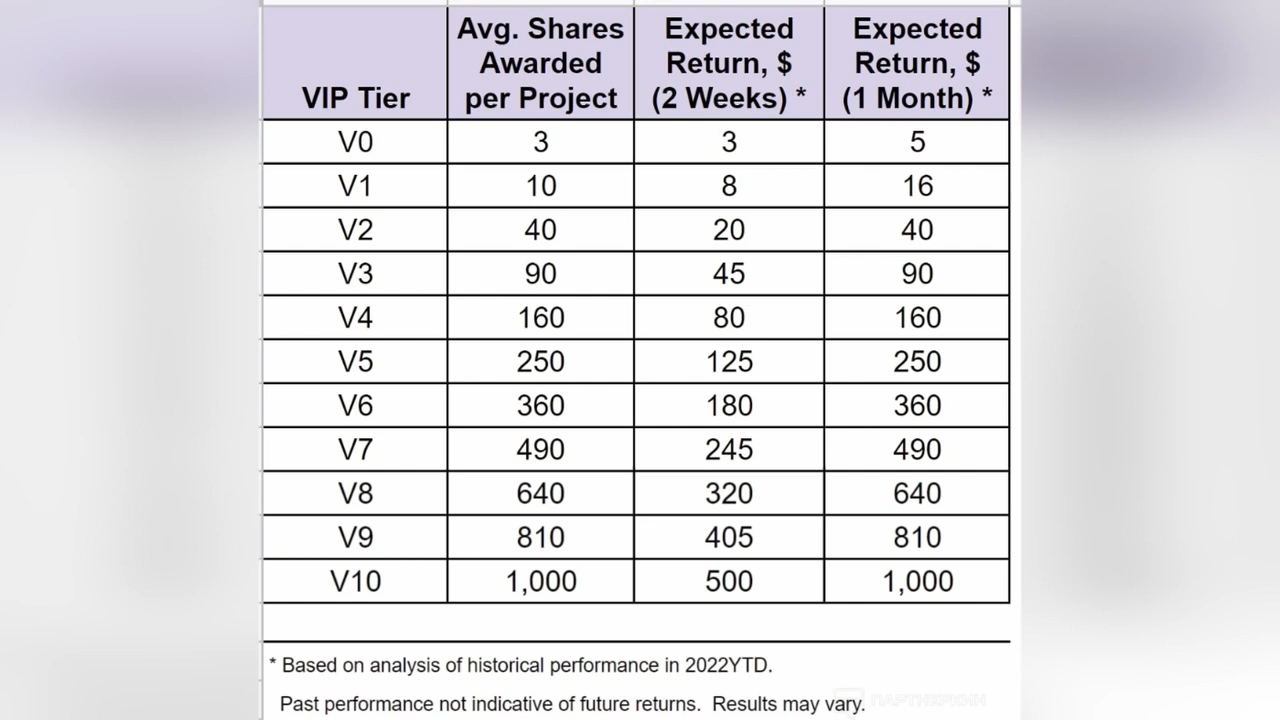 VIP Tier Avg. Shares Awarded per Project Expected Return, $ (2 Weeks) * Expected Return, $ (1 Month) *
V0 3 3 5
V1 10 8 16
V2 40 20 40
V3 90 45 90
V4 160 80 160
V5 250 125 250
V6 360 180 360
V7 490 245 490
V8 640 320 640
V9 810 405 810
V10 1,000 500 1,000
* Based on analysis of historical performance in 2022YTD.
Past performance not indicative of future returns. Results may vary.
ПАРТНЕРКИН